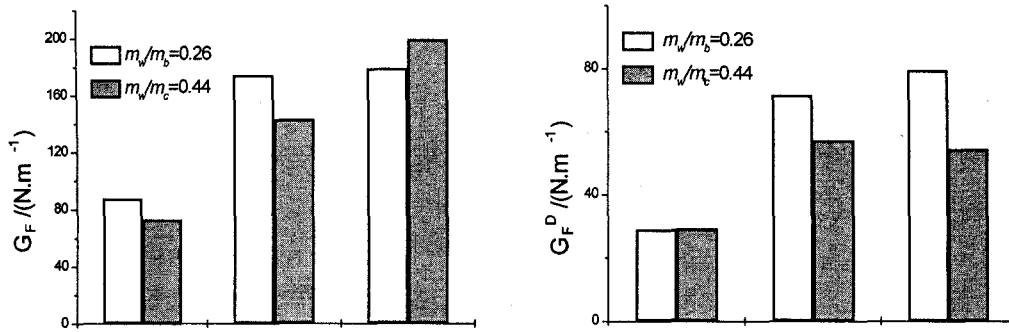 200
160
120
80
40
0
G_F /(N.m⁻¹)
m_w/m_b=0.26
m_w/m_c=0.44
80
40
0
G_F^D /(N.m⁻¹)
m_w/m_b=0.26
m_w/m_c=0.44